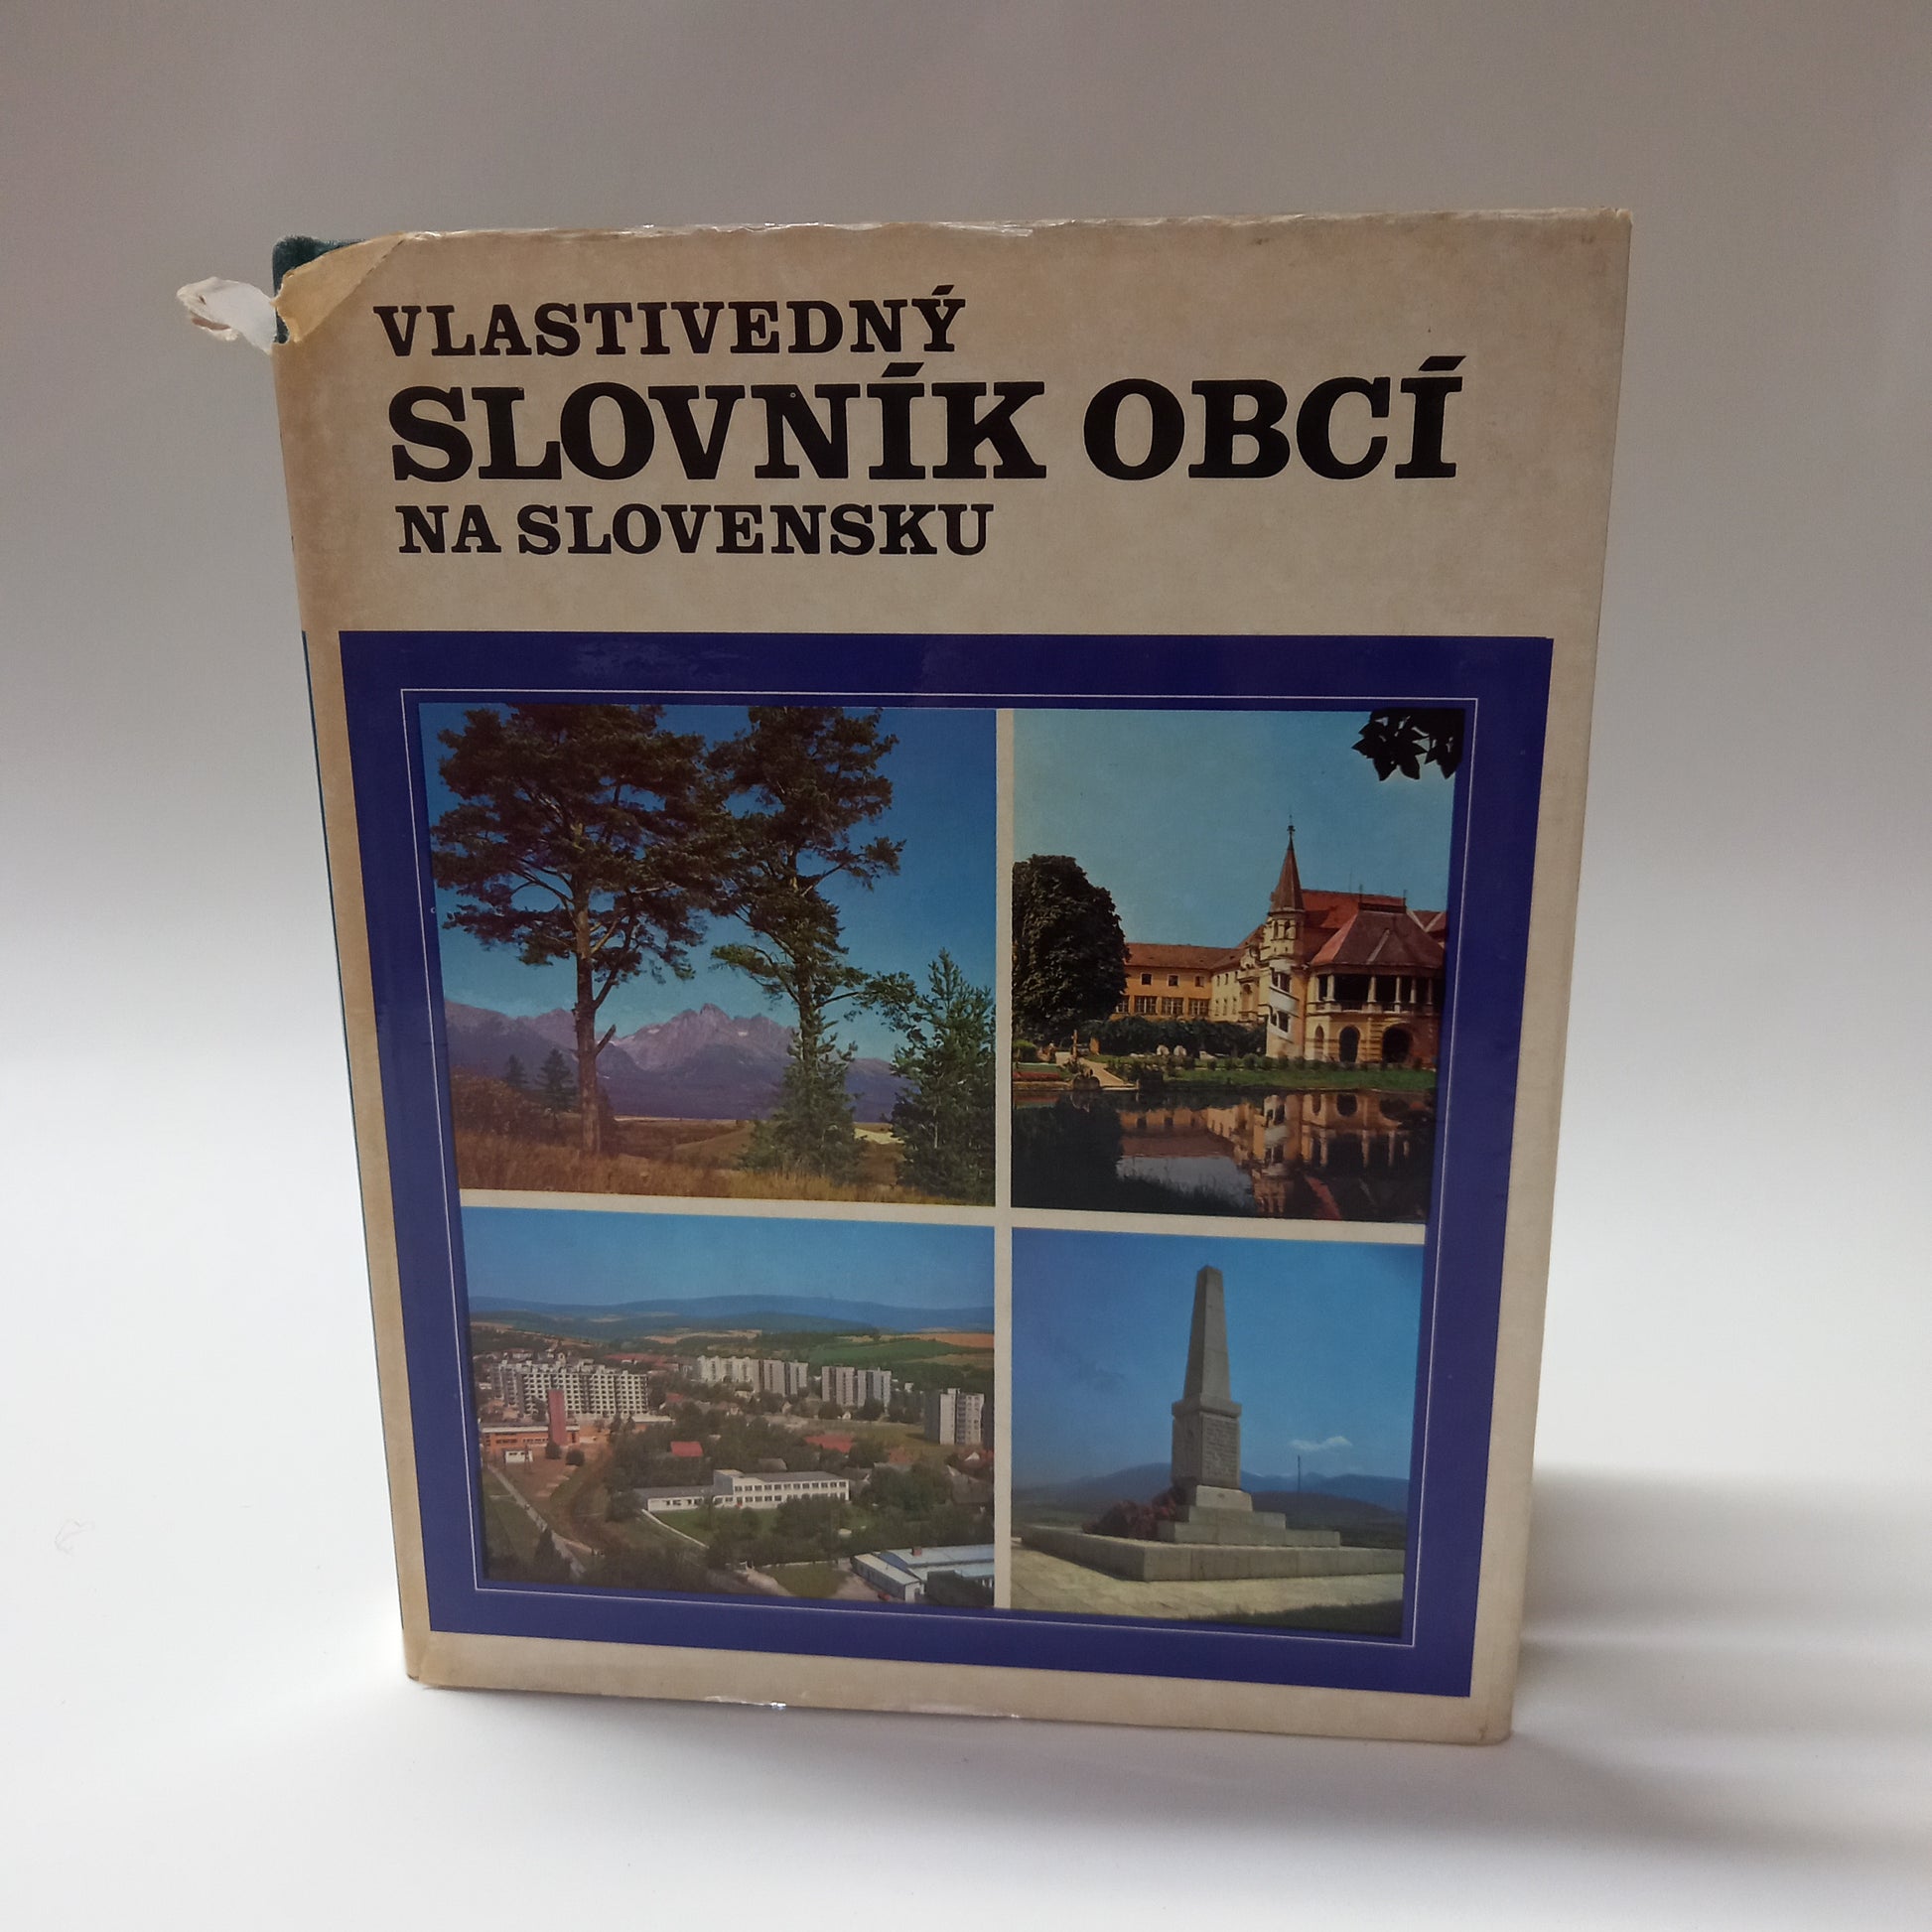 VLASTIVEDNÝ
SLOVNÍK OBCÍ
NA SLOVENSKU